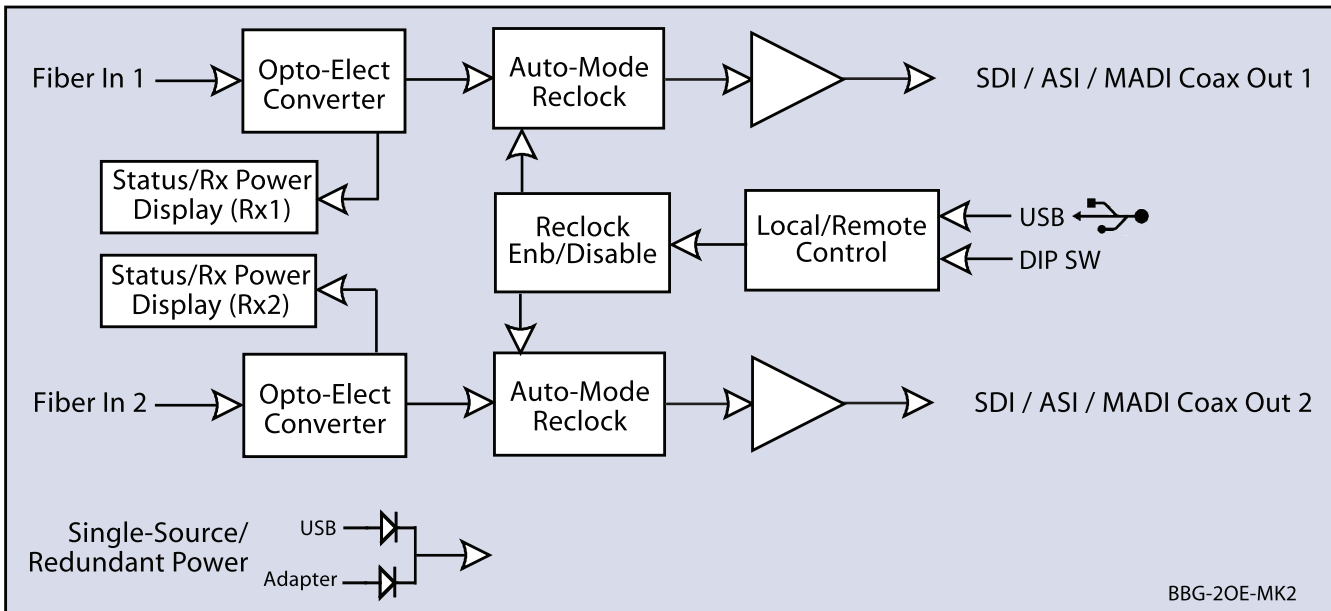 Fiber In 1
Opto-Elect
Converter
Auto-Mode
Reclock
SDI / ASI / MADI Coax Out 1
Status/Rx Power
Display (Rx1)
Reclock
Enb/Disable
Local/Remote
Control
USB
DIP SW
Status/Rx Power
Display (Rx2)
Fiber In 2
Opto-Elect
Converter
Auto-Mode
Reclock
SDI / ASI / MADI Coax Out 2
Single-Source/
Redundant Power
USB
Adapter
BBG-2OE-MK2